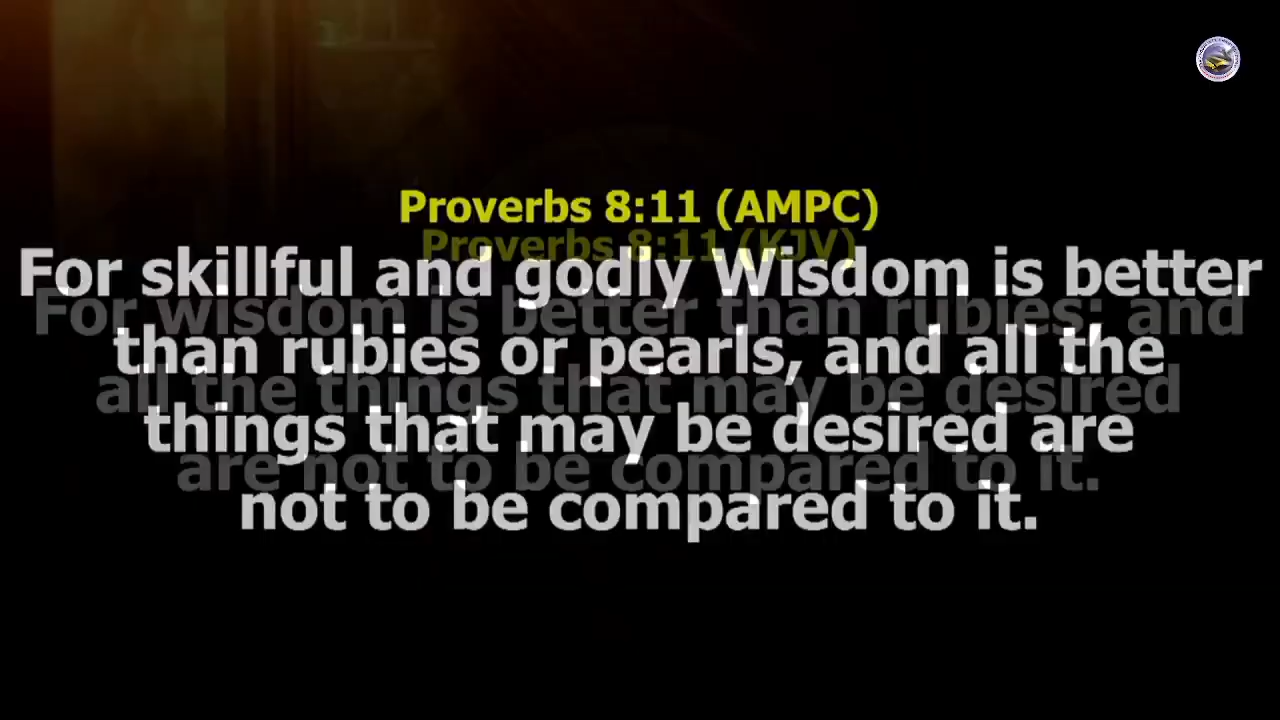 Proverbs 8:11 (AMPC)
For skillful and godly Wisdom is better
than rubies or pearls, and all the
things that may be desired are
not to be compared to it.
Proverbs 8:11 (KJV)
For wisdom is better than rubies; and
all the things that may be desired
are not to be compared to it.